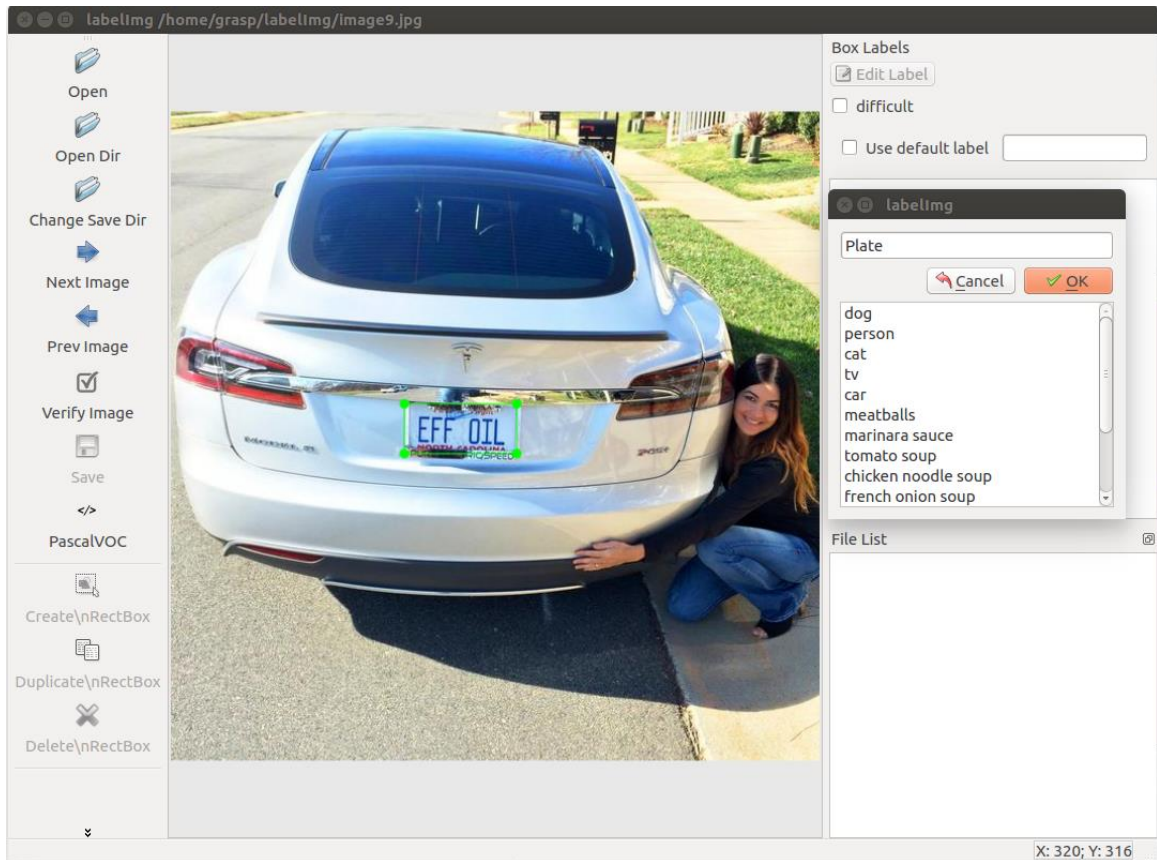 labelImg /home/grasp/labelImg/image9.jpg
Open
Open Dir
Change Save Dir
Next Image
Prev Image
Verify Image
Save
</>
PascalVOC
Create\nRectBox
Duplicate\nRectBox
Delete\nRectBox
EFF OIL
NORTH CAROLINA
Box Labels
Edit Label
difficult
Use default label
labelImg
Plate
Cancel
OK
dog
person
cat
tv
car
meatballs
marinara sauce
tomato soup
chicken noodle soup
french onion soup
File List
X: 320; Y: 316